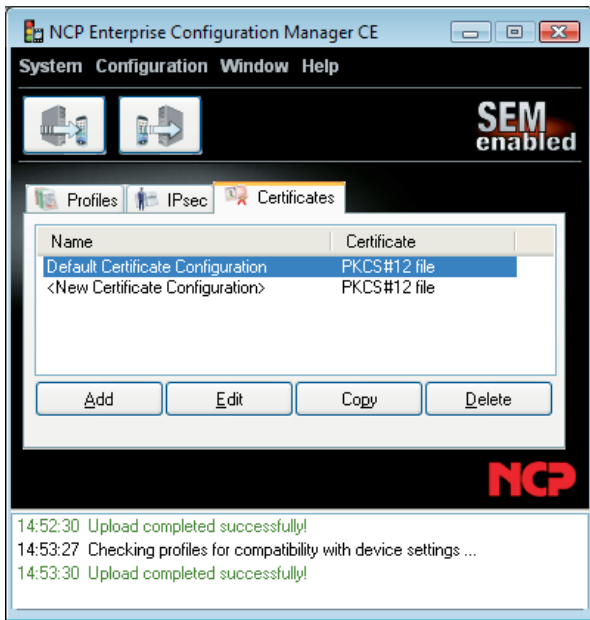 NCP Enterprise Configuration Manager CE
System Configuration Window Help
SEM
enabled
Profiles IPsec Certificates
Name Certificate
Default Certificate Configuration PKCS#12 file
<New Certificate Configuration> PKCS#12 file
Add Edit Copy Delete
NCP
14:52:30 Upload completed successfully!
14:53:27 Checking profiles for compatibility with device settings ...
14:53:30 Upload completed successfully!